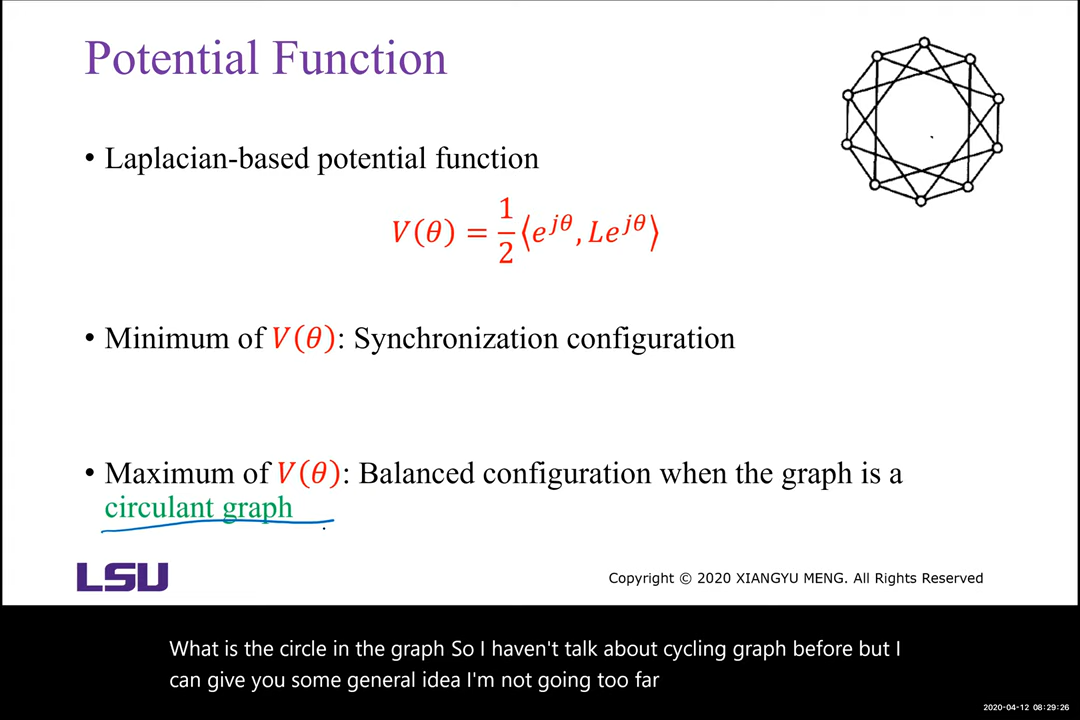 Potential Function
• Laplacian-based potential function
V(θ) = 1/2 ⟨e^{jθ}, Le^{jθ}⟩
• Minimum of V(θ): Synchronization configuration
• Maximum of V(θ): Balanced configuration when the graph is a
circulant graph
LSU
Copyright © 2020 XIANGYU MENG. All Rights Reserved
What is the circle in the graph So I haven't talk about cycling graph before but I
can give you some general idea I'm not going too far
2020-04-12 08:29:26